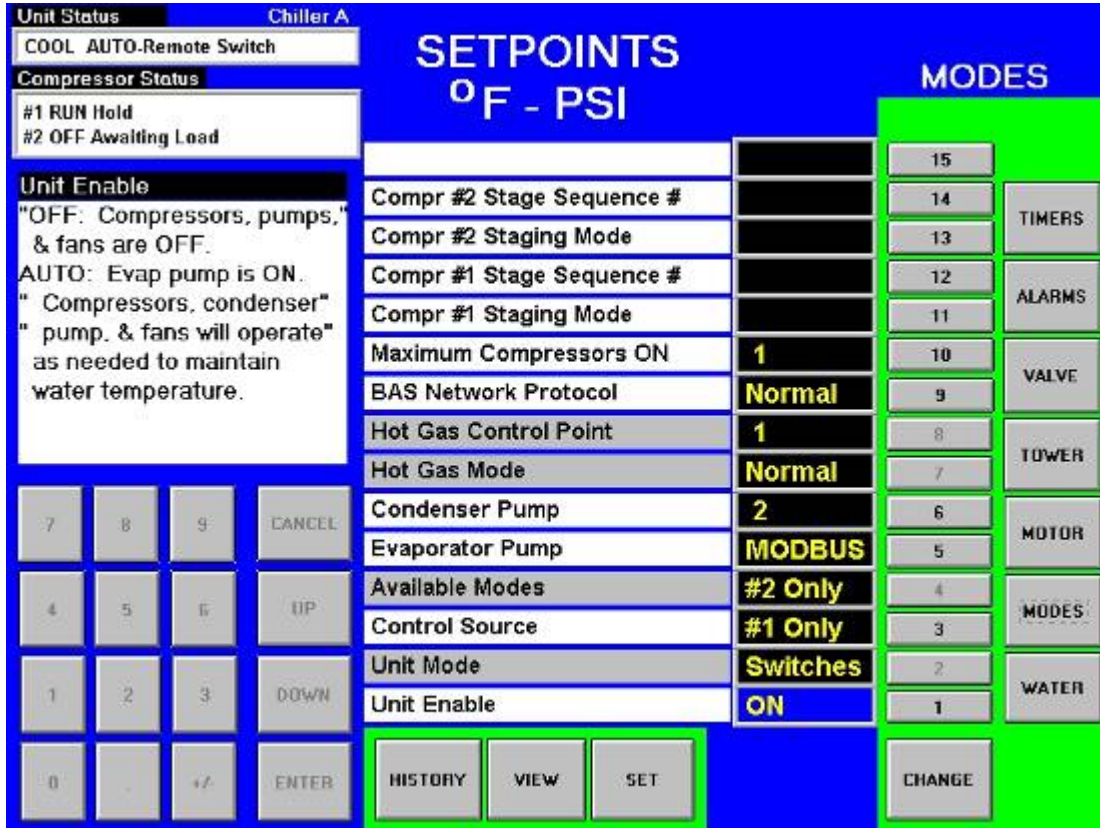 Unit Status Chiller A
COOL AUTO-Remote Switch
Compressor Status
#1 RUN Hold
#2 OFF Awaiting Load
Unit Enable
"OFF: Compressors, pumps,"
& fans are OFF.
AUTO: Evap pump is ON.
" Compressors, condenser"
" pump, & fans will operate"
as needed to maintain
water temperature.
7 8 9 CANCEL
4 5 6 UP
1 2 3 DOWN
0 . +/- ENTER
SETPOINTS
°F - PSI
MODES
15
Compr #2 Stage Sequence # 14
Compr #2 Staging Mode 13
Compr #1 Stage Sequence # 12
Compr #1 Staging Mode 11
Maximum Compressors ON 1 10
BAS Network Protocol Normal 9
Hot Gas Control Point 1 8
Hot Gas Mode Normal 7
Condenser Pump 2 6
Evaporator Pump MODBUS 5
Available Modes #2 Only 4
Control Source #1 Only 3
Unit Mode Switches 2
Unit Enable ON 1
TIMERS
ALARMS
VALVE
TOWER
MOTOR
MODES
WATER
HISTORY VIEW SET CHANGE